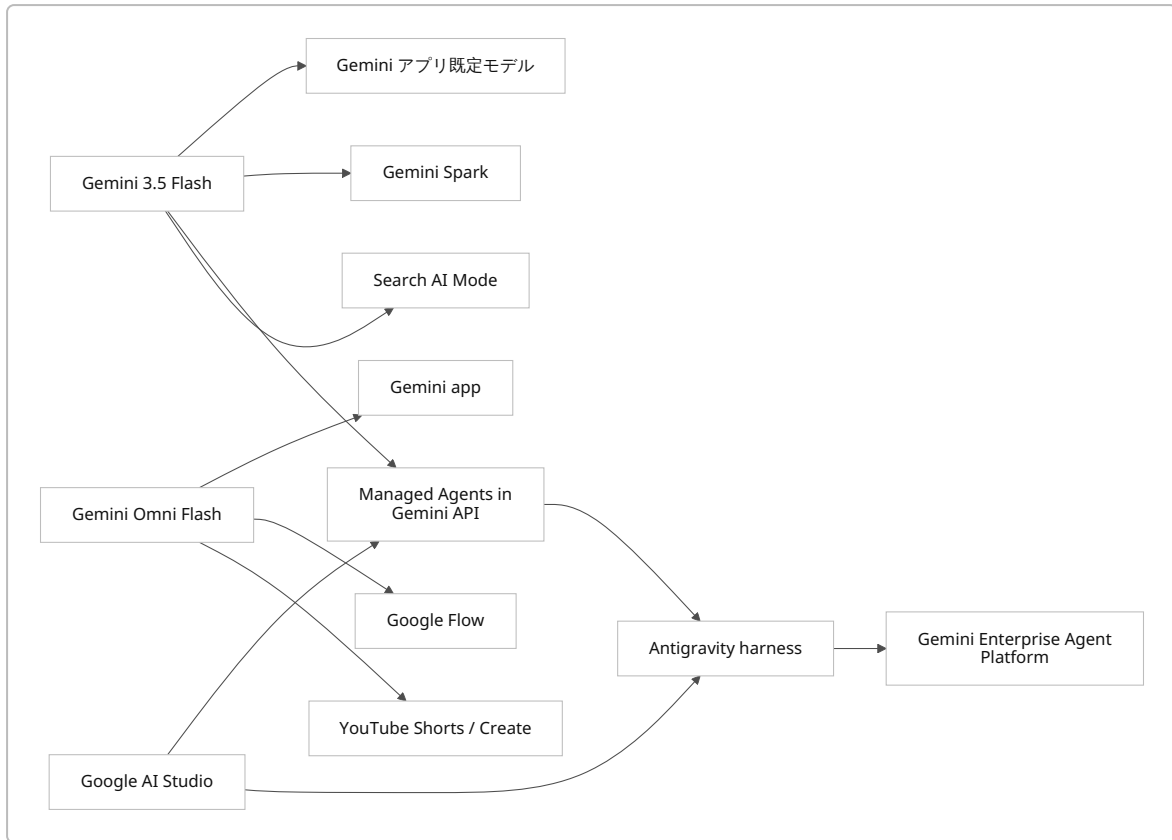 Gemini アプリ既定モデル
Gemini 3.5 Flash
Gemini Spark
Search AI Mode
Gemini app
Gemini Omni Flash
Managed Agents in
Gemini API
Google Flow
Antigravity harness
Gemini Enterprise Agent
Platform
YouTube Shorts / Create
Google AI Studio